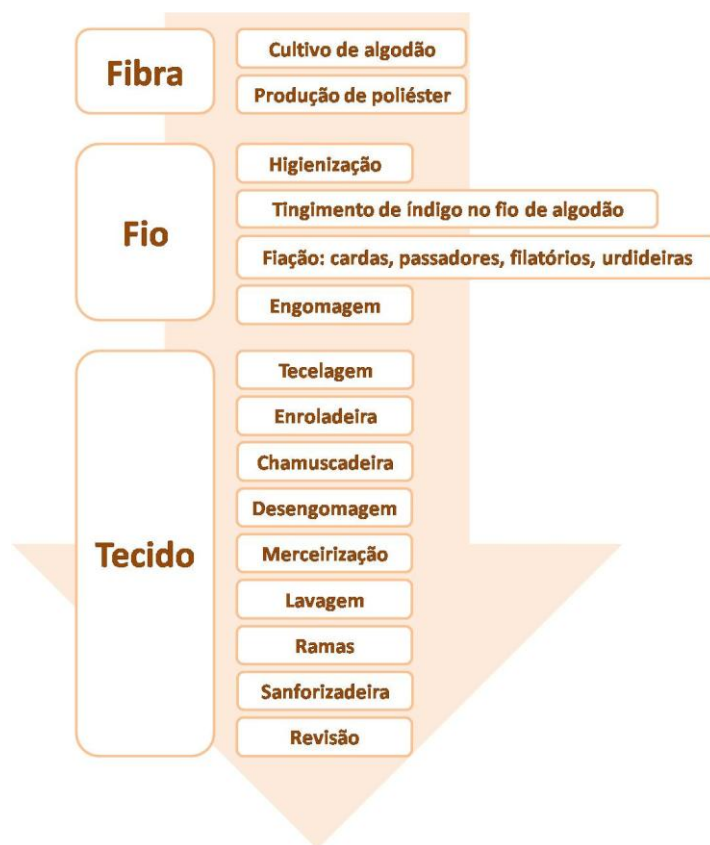 Fibra
Cultivo de algodão
Produção de poliéster
Fio
Higienização
Tingimento de índigo no fio de algodão
Fiação: cardas, passadores, filatórios, urdideiras
Engomagem
Tecido
Tecelagem
Enroladeira
Chamuscadeira
Desengomagem
Merceirização
Lavagem
Ramas
Sanforizadeira
Revisão